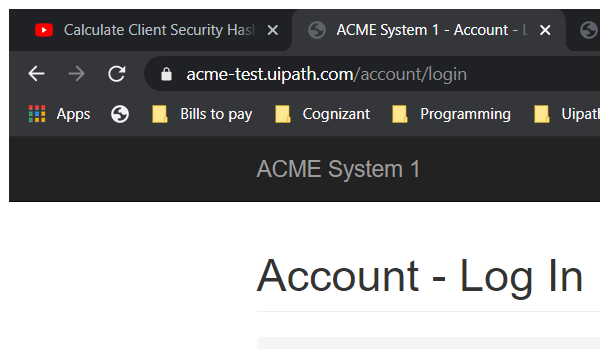 Calculate Client Security Hash ACME System 1 - Account - L
acme-test.uipath.com/account/login
Apps Bills to pay Cognizant Programming Uipath
ACME System 1
Account - Log In